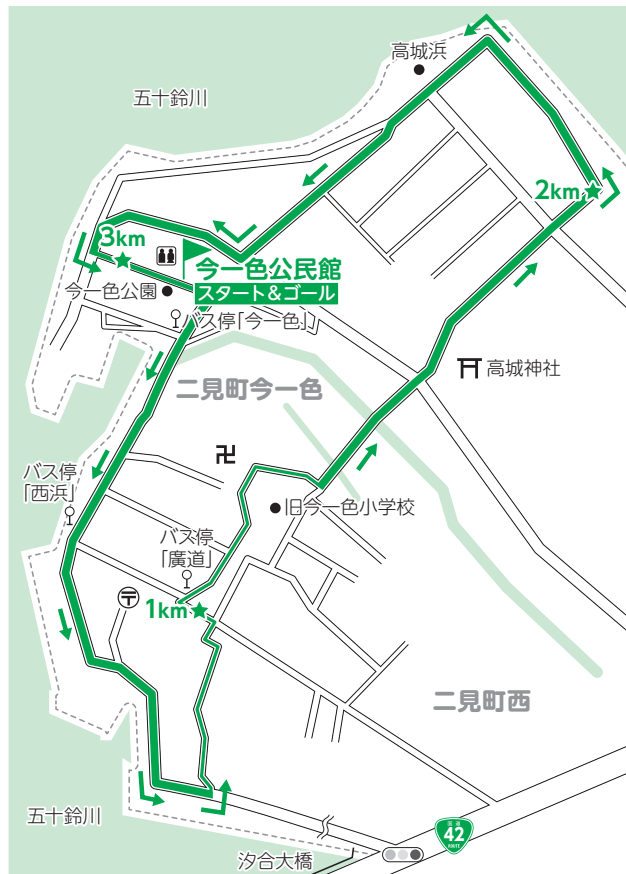 高城浜
五十鈴川
2km
3km
今一色公民館
スタート&ゴール
今一色公園
バス停「今一色」
高城神社
二見町今一色
バス停
「西浜」
旧今一色小学校
バス停
「廣道」
1km
二見町西
五十鈴川
国道
42
ROUTE
汐合大橋